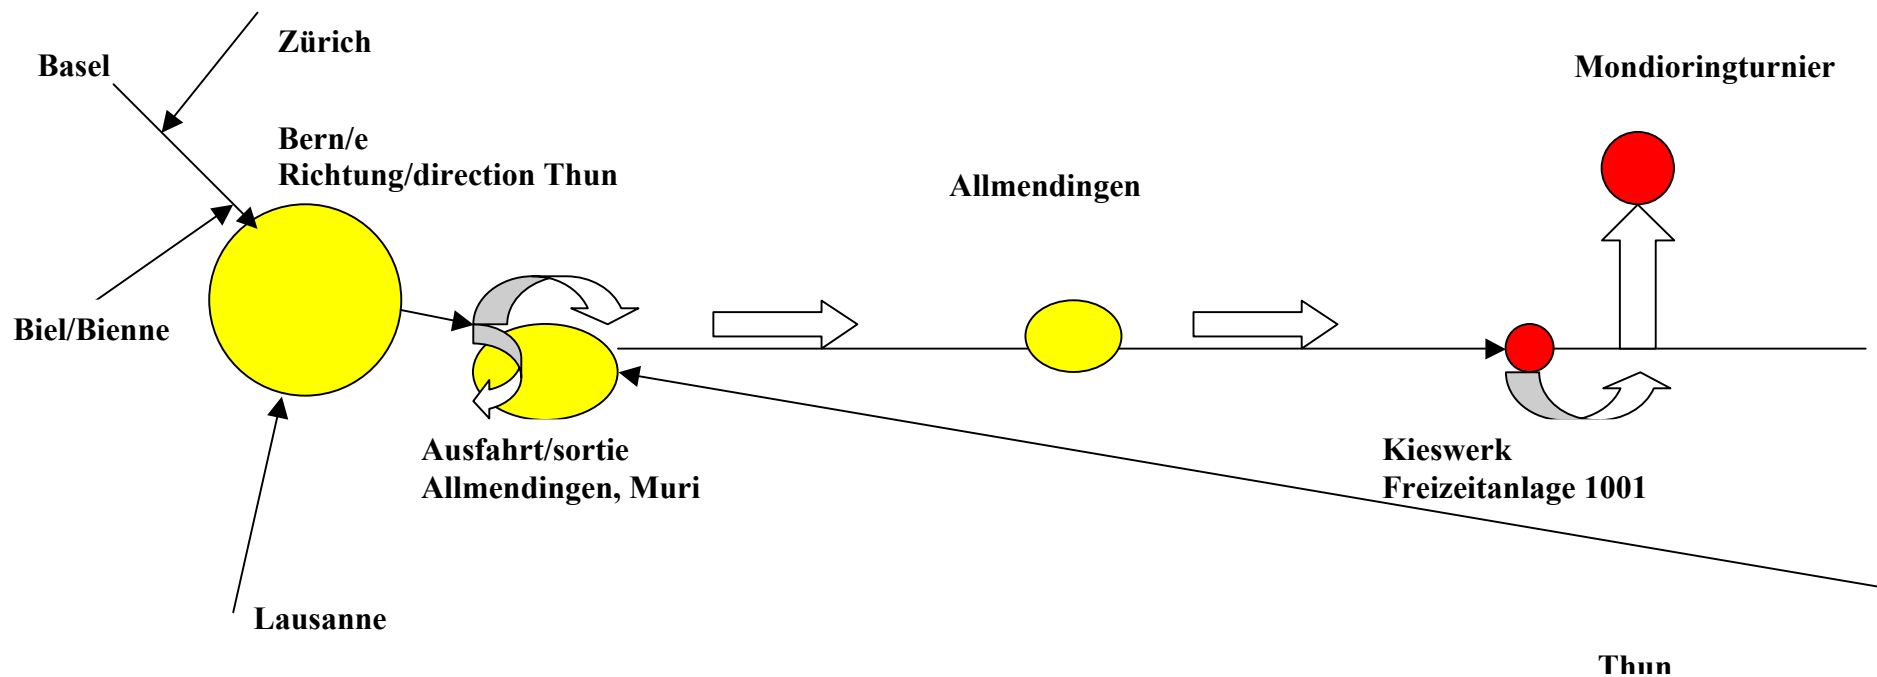 Zürich
Basel
Mondioringturnier
Bern/e
Richtung/direction Thun
Allmendingen
Biel/Bienne
Ausfahrt/sortie
Allmendingen, Muri
Kieswerk
Freizeitanlage 1001
Lausanne
Thun